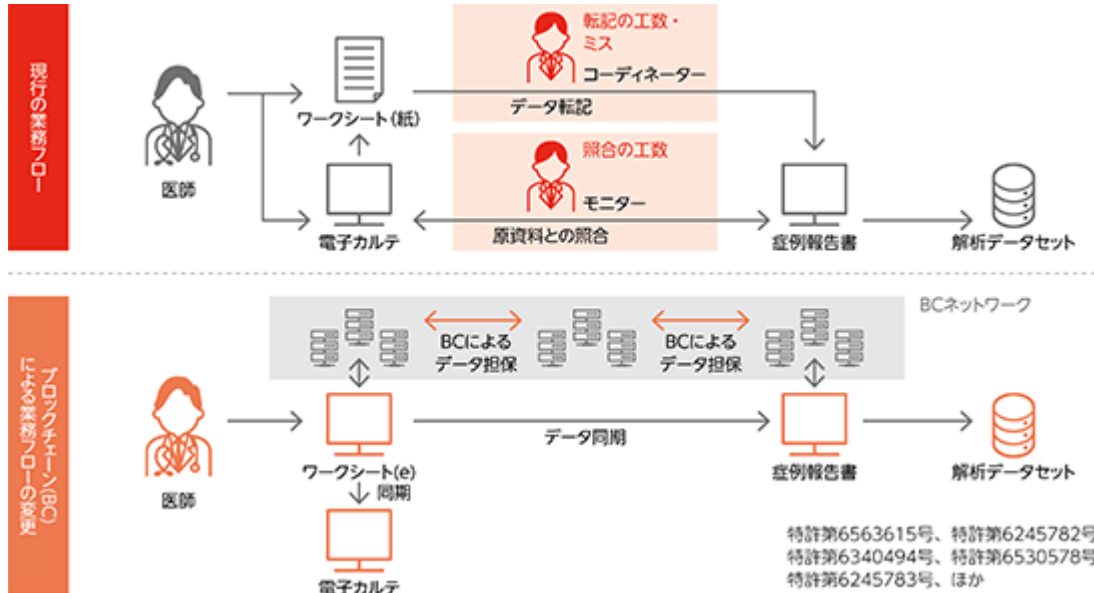 現行の業務フロー
医師
ワークシート(紙)
電子カルテ
転記の工数・
ミス
コーディネーター
データ転記
照合の工数
モニター
原資料との照合
症例報告書
解析データセット
ブロックチェーン(BC)
による業務フローの変更
BCネットワーク
BCによる
データ担保
BCによる
データ担保
医師
ワークシート(e)
同期
電子カルテ
データ同期
症例報告書
解析データセット
特許第6563615号、特許第6245782号
特許第6340494号、特許第6530578号
特許第6245783号、ほか